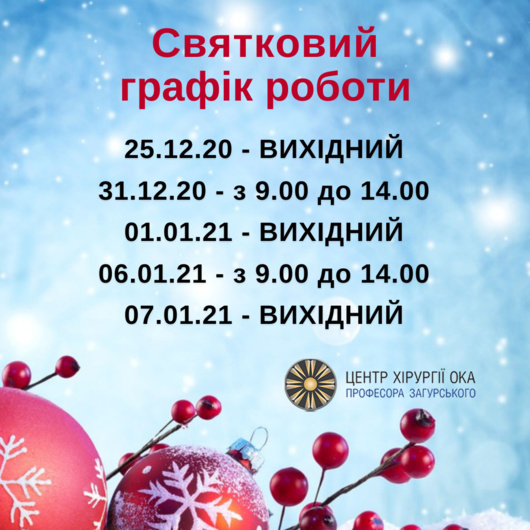 Святковий
графік роботи
25.12.20 - ВИХІДНИЙ
31.12.20 - з 9.00 до 14.00
01.01.21 - ВИХІДНИЙ
06.01.21 - з 9.00 до 14.00
07.01.21 - ВИХІДНИЙ
ЦЕНТР ХІРУРГІЇ ОКА
ПРОФЕСОРА ЗАГУРСЬКОГО